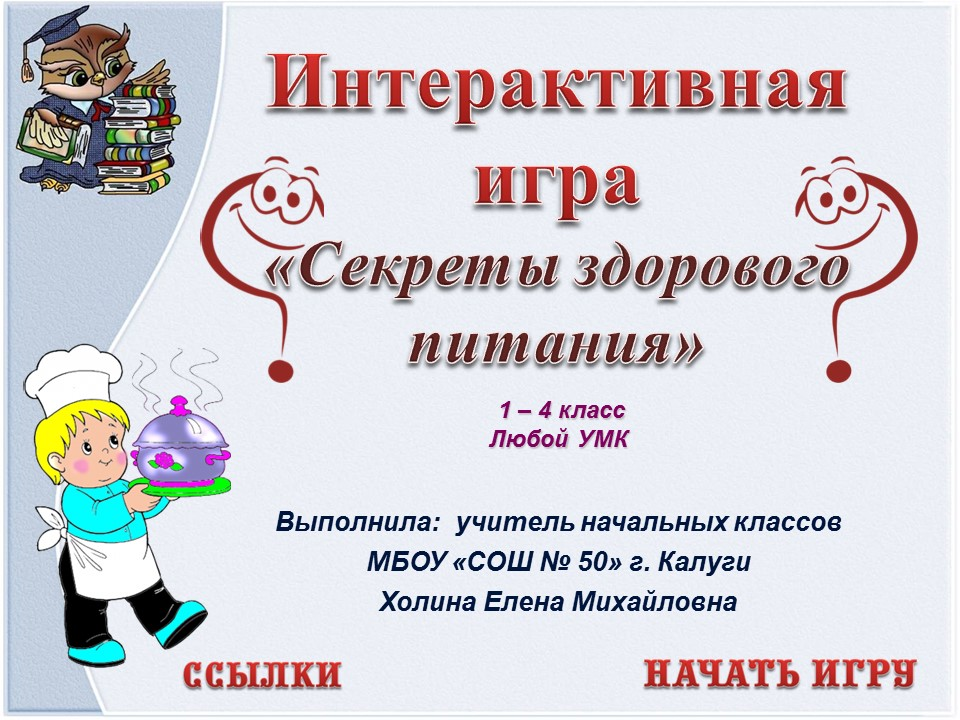 Интерактивная
игра
«Секреты здорового
питания»
1 – 4 класс
Любой УМК
Выполнила: учитель начальных классов
МБОУ «СОШ № 50» г. Калуги
Холина Елена Михайловна
ССЫЛКИ
НАЧАТЬ ИГРУ